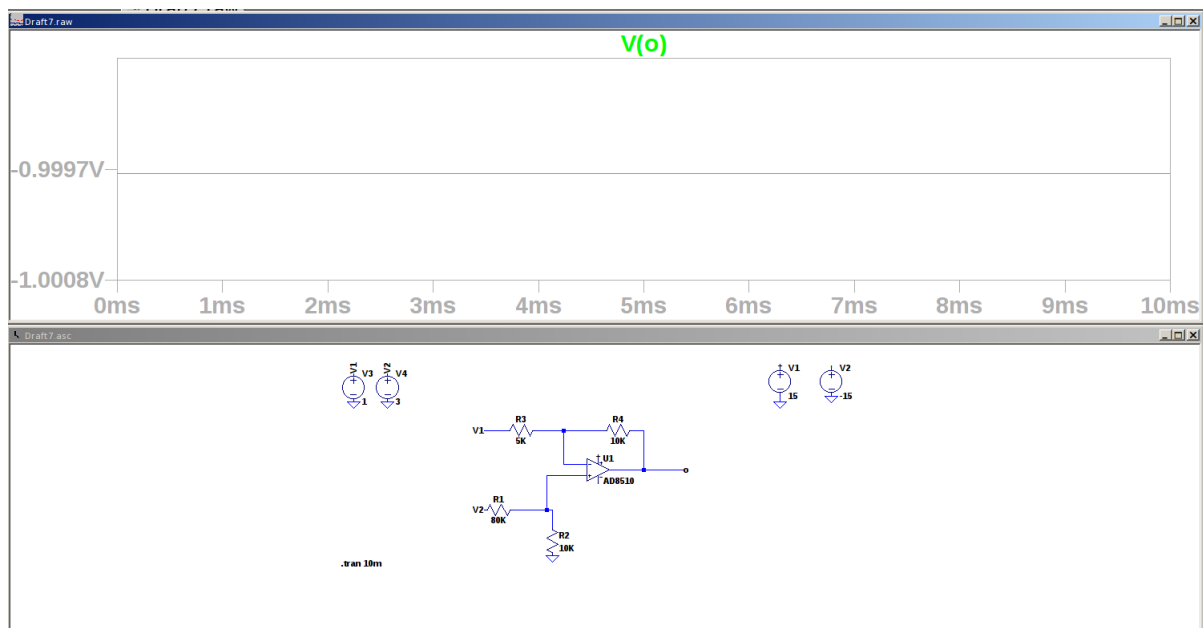 Draft7.raw
V(o)
-0.9997V
-1.0008V
0ms 1ms 2ms 3ms 4ms 5ms 6ms 7ms 8ms 9ms 10ms
Draft7.asc
V1 V3 V2 V4 V1 V2
1 3 15 -15
R3 R4
V1 5K 10K
U1
AD8510 o
R1
V2 80K
R2
10K
.tran 10m